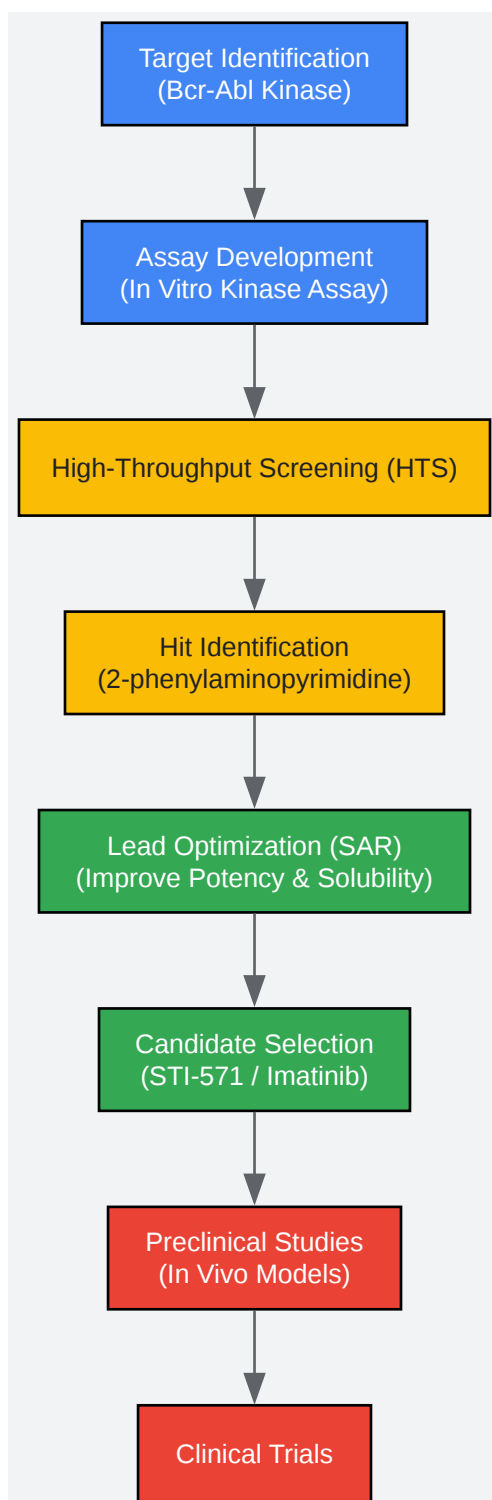 Target Identification
(Bcr-Abl Kinase)
Assay Development
(In Vitro Kinase Assay)
High-Throughput Screening (HTS)
Hit Identification
(2-phenylaminopyrimidine)
Lead Optimization (SAR)
(Improve Potency & Solubility)
Candidate Selection
(STI-571 / Imatinib)
Preclinical Studies
(In Vivo Models)
Clinical Trials